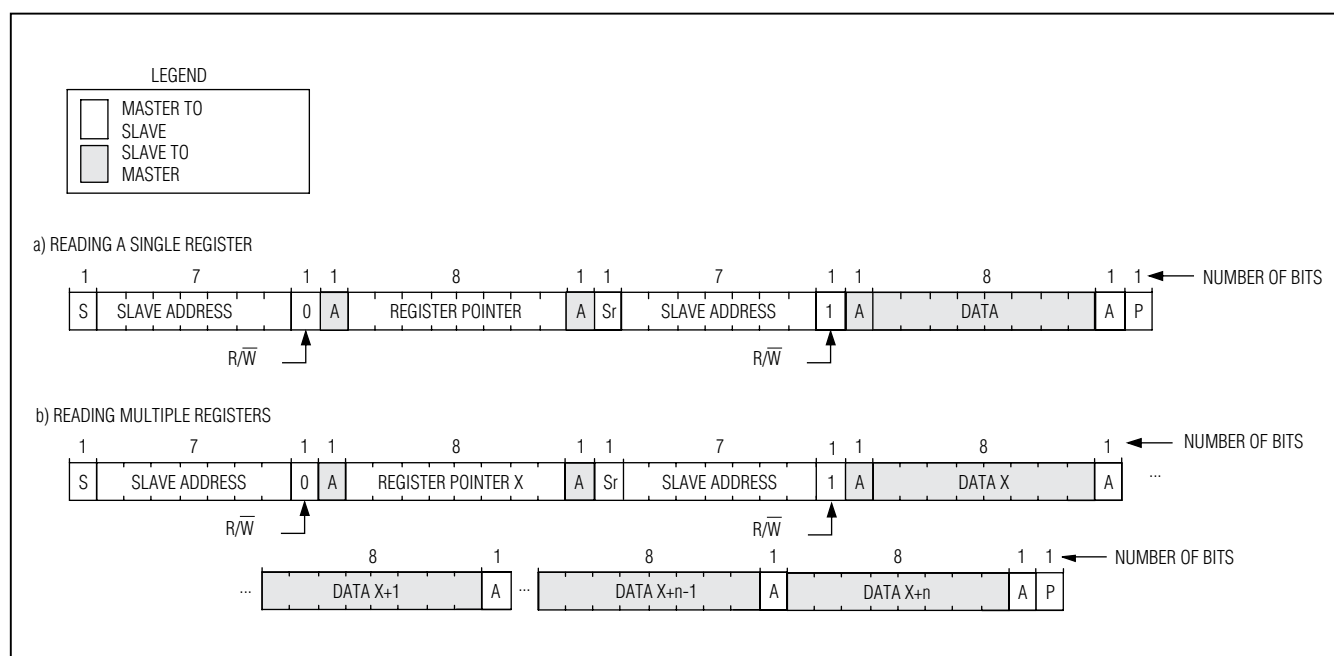 LEGEND
MASTER TO
SLAVE
SLAVE TO
MASTER
a) READING A SINGLE REGISTER
1 7 1 1 8 1 1 7 1 1 8 1 1 NUMBER OF BITS
S SLAVE ADDRESS 0 A REGISTER POINTER A Sr SLAVE ADDRESS 1 A DATA A P
R/W̅ R/W̅
b) READING MULTIPLE REGISTERS
1 7 1 1 8 1 1 7 1 1 8 1 NUMBER OF BITS
S SLAVE ADDRESS 0 A REGISTER POINTER X A Sr SLAVE ADDRESS 1 A DATA X A ...
R/W̅ R/W̅
8 1 8 1 8 1 1 NUMBER OF BITS
... DATA X+1 A ... DATA X+n-1 A DATA X+n A P